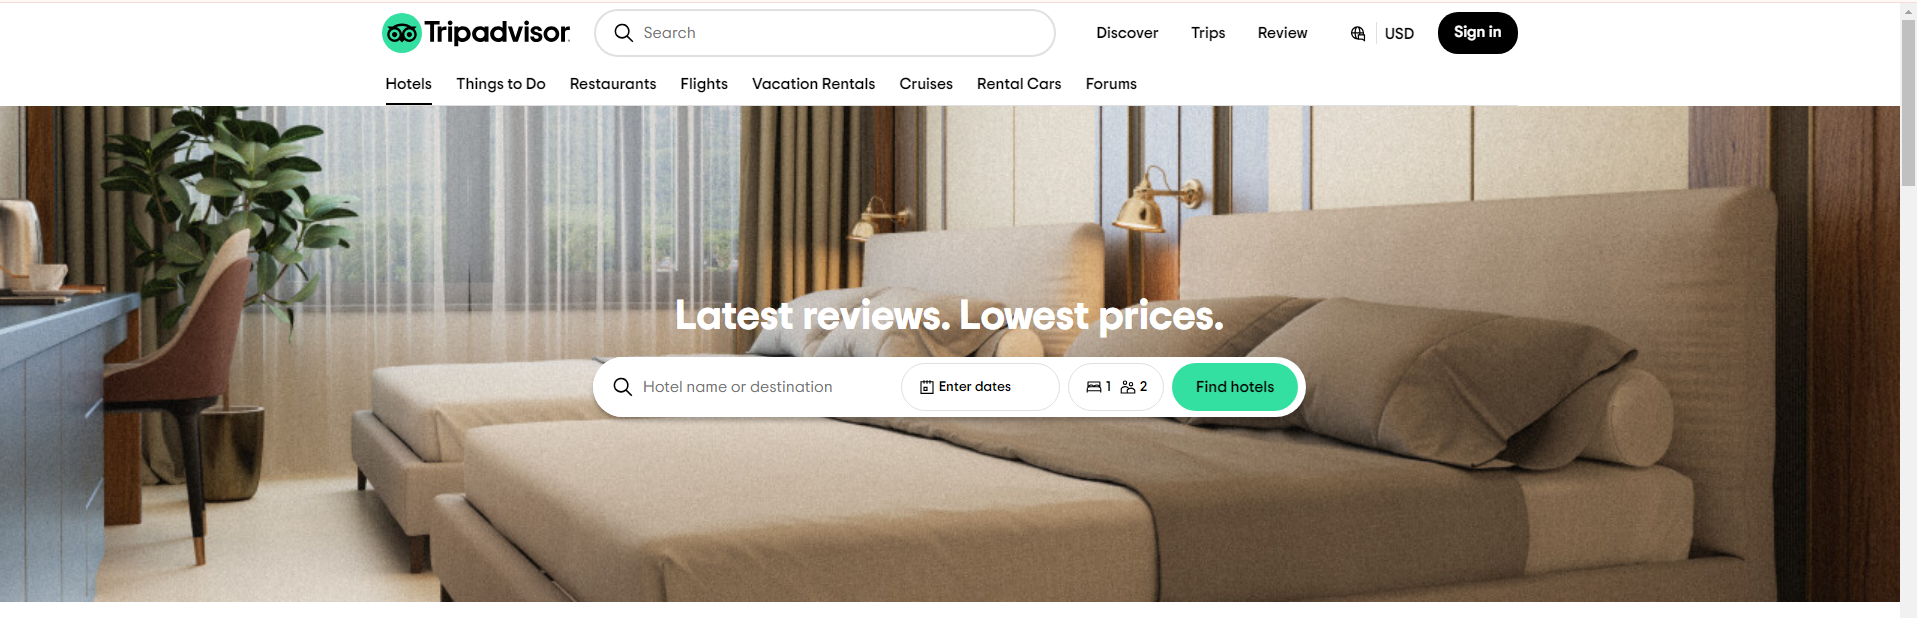 Tripadvisor
Search
Discover
Trips
Review
USD
Sign in
Hotels
Things to Do
Restaurants
Flights
Vacation Rentals
Cruises
Rental Cars
Forums
Latest reviews. Lowest prices.
Hotel name or destination
Enter dates
1
2
Find hotels